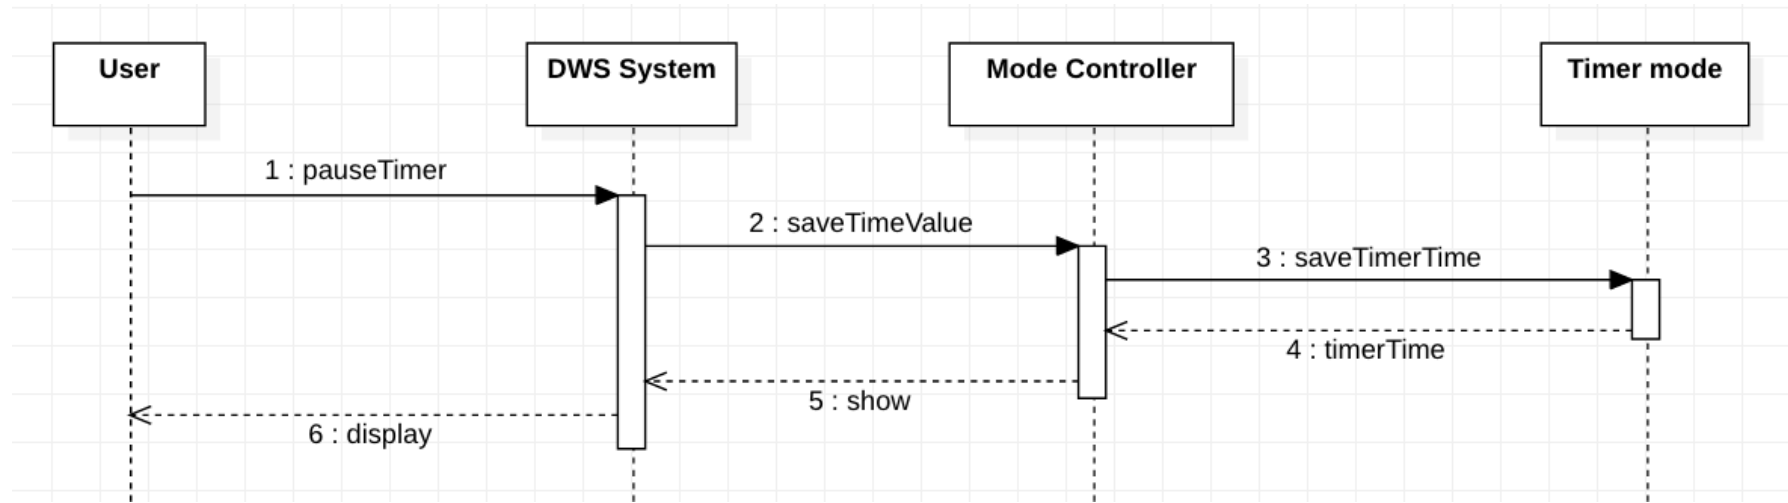 User
DWS System
Mode Controller
Timer mode
1 : pauseTimer
2 : saveTimeValue
3 : saveTimerTime
4 : timerTime
5 : show
6 : display